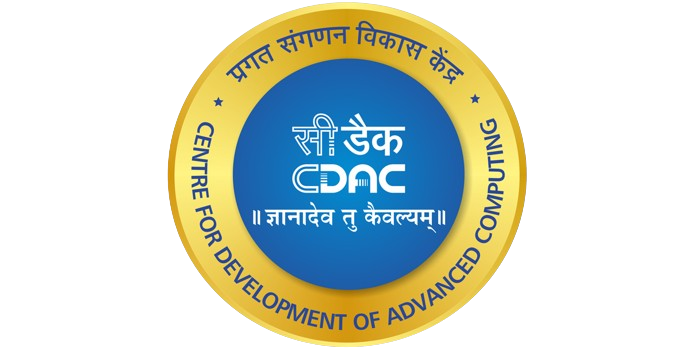 प्रगत संगणन विकास केंद्र
सी डैक
CDAC
॥ ज्ञानादेव तु कैवल्यम्॥
CENTRE FOR DEVELOPMENT OF ADVANCED COMPUTING